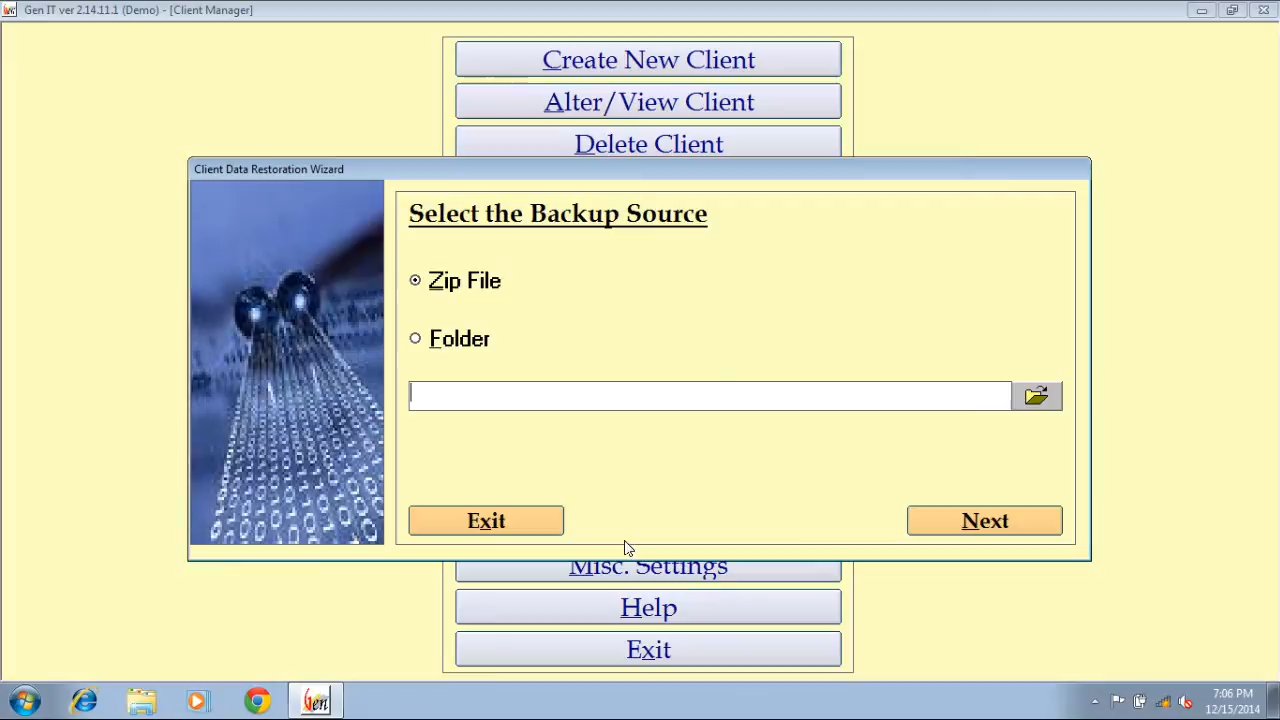 Gen IT ver 2.14.11.1 (Demo) - [Client Manager]
Create New Client
Alter/View Client
Delete Client
Client Data Restoration Wizard
Select the Backup Source
Zip File
Folder
Exit
Next
Misc. Settings
Help
Exit
Gen
7:06 PM
12/15/2014